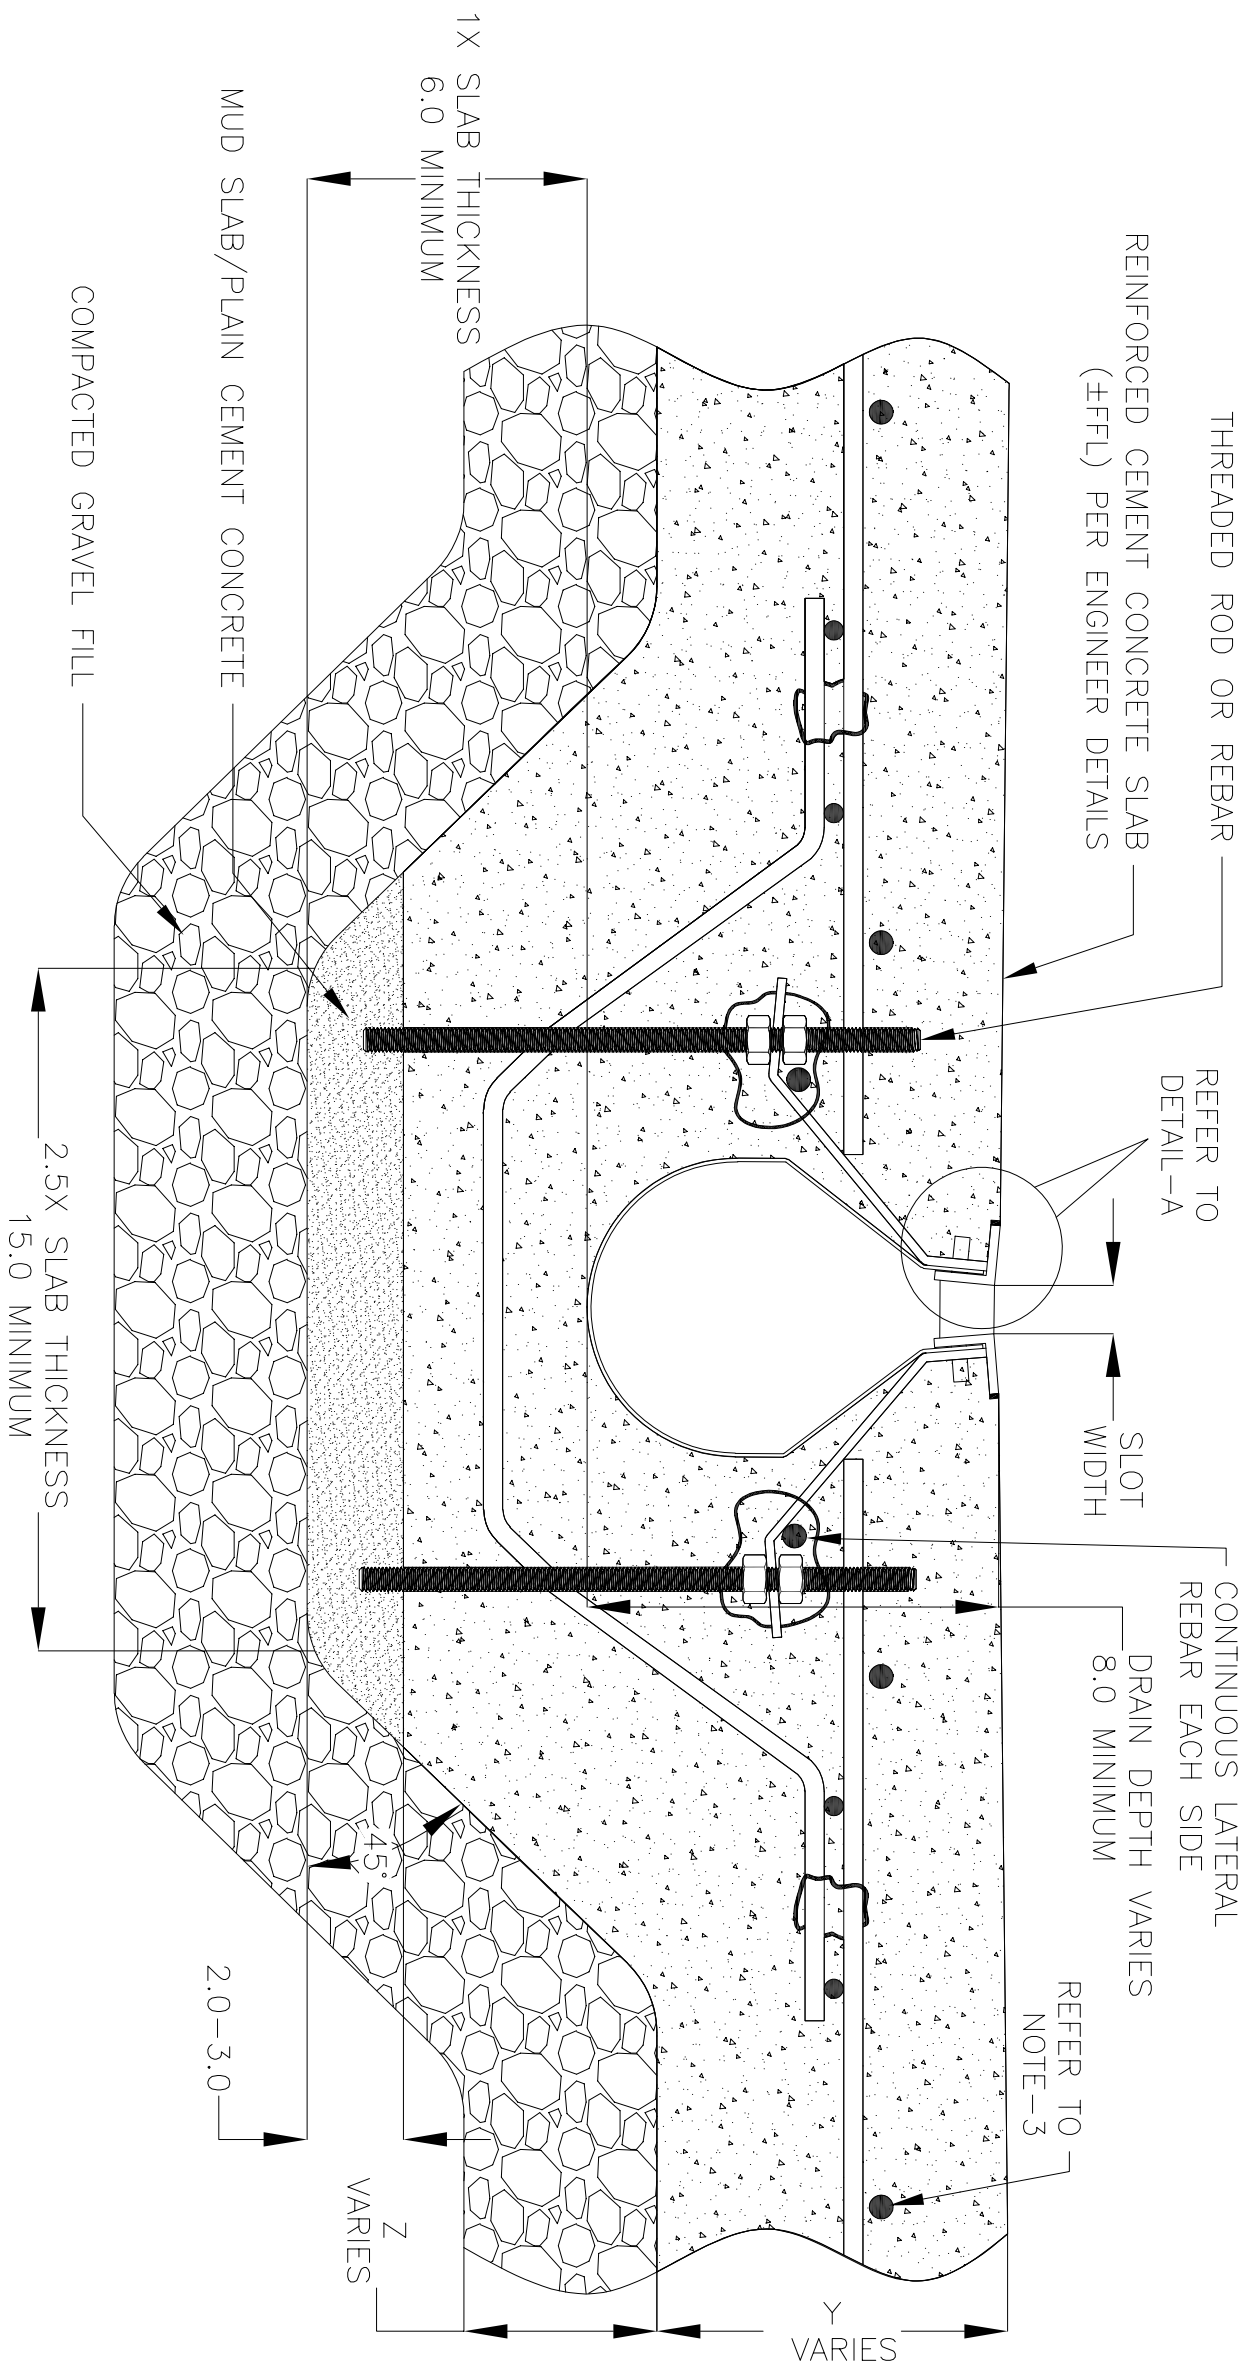 THREADED ROD OR REBAR
REINFORCED CEMENT CONCRETE SLAB
(±FFL) PER ENGINEER DETAILS
REFER TO
DETAIL-A
SLOT
WIDTH
CONTINUOUS LATERAL
REBAR EACH SIDE
DRAIN DEPTH VARIES
8.0 MINIMUM
REFER TO
NOTE-3
Y
VARIES
Z
VARIES
1X SLAB THICKNESS
6.0 MINIMUM
MUD SLAB/PLAIN CEMENT CONCRETE
COMPACTED GRAVEL FILL
45°
2.0-3.0
2.5X SLAB THICKNESS
15.0 MINIMUM